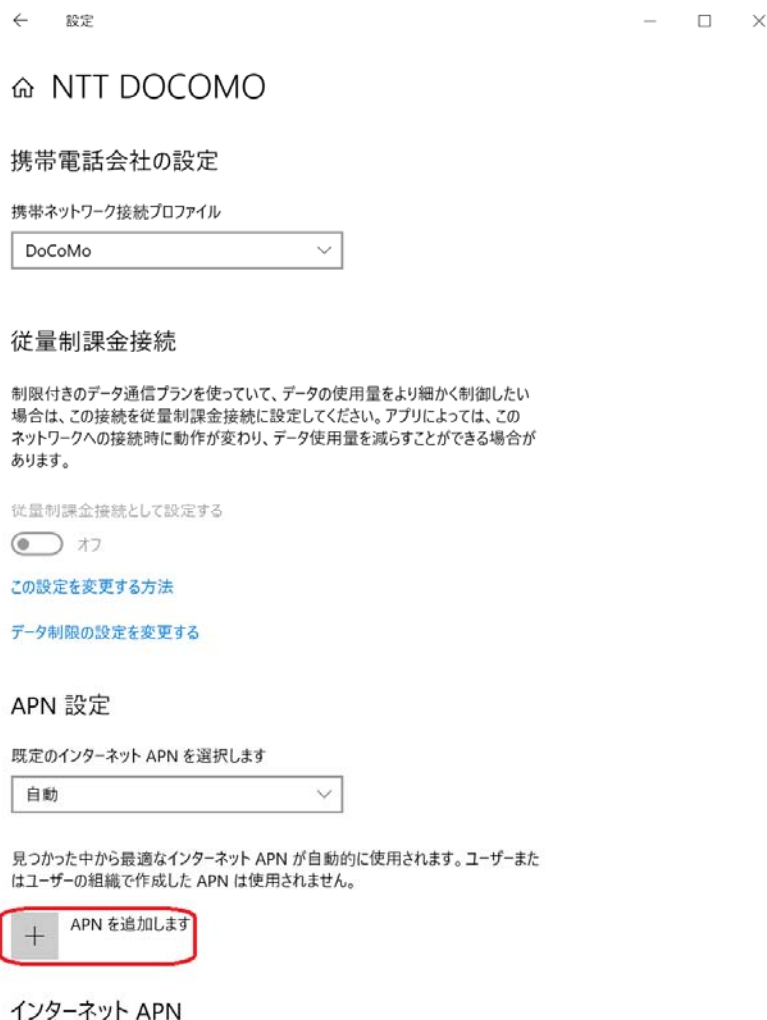 設定
NTT DOCOMO
携帯電話会社の設定
携帯ネットワーク接続プロファイル
DoCoMo
従量制課金接続
制限付きのデータ通信プランを使っていて、データの使用量をより細かく制御したい
場合は、この接続を従量制課金接続に設定してください。アプリによっては、この
ネットワークへの接続時に動作が変わり、データ使用量を減らすことができる場合が
あります。
従量制課金接続として設定する
オフ
この設定を変更する方法
データ制限の設定を変更する
APN 設定
既定のインターネット APN を選択します
自動
見つかった中から最適なインターネット APN が自動的に使用されます。ユーザーまた
はユーザーの組織で作成した APN は使用されません。
APN を追加します
インターネット APN